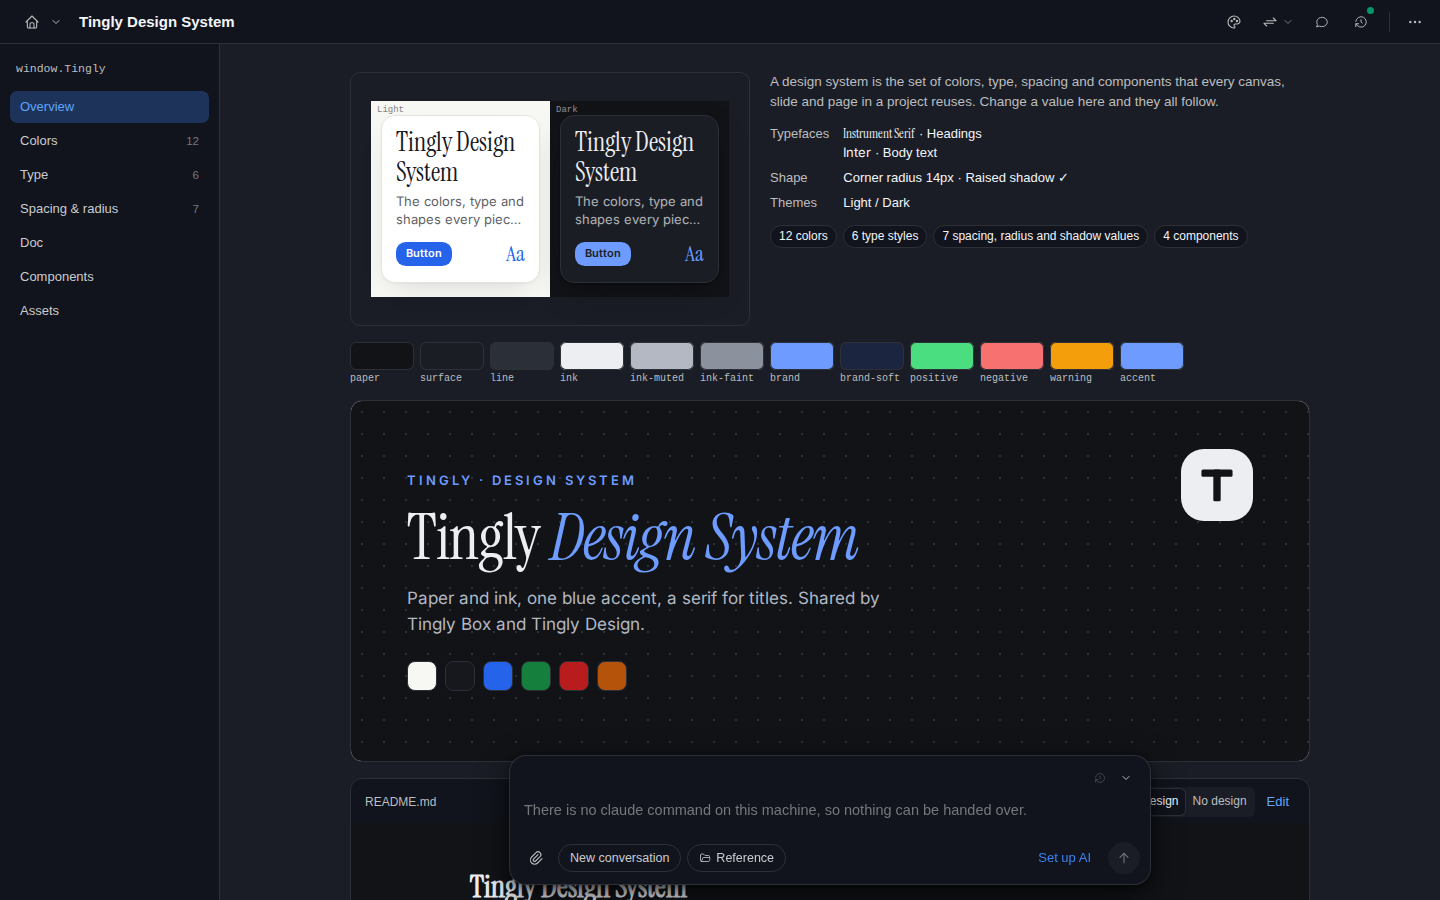 Tingly Design System
window.Tingly
Overview
Colors 12
Type 6
Spacing & radius 7
Doc
Components
Assets
Light
Tingly Design
System
The colors, type and
shapes every piec...
Button
Aa
Dark
Tingly Design
System
The colors, type and
shapes every piec...
Button
Aa
A design system is the set of colors, type, spacing and components that every canvas,
slide and page in a project reuses. Change a value here and they all follow.
Typefaces Instrument Serif · Headings
Inter · Body text
Shape Corner radius 14px · Raised shadow ✓
Themes Light / Dark
12 colors 6 type styles 7 spacing, radius and shadow values 4 components
paper surface line ink ink-muted ink-faint brand brand-soft positive negative warning accent
TINGLY · DESIGN SYSTEM
Tingly Design System
Paper and ink, one blue accent, a serif for titles. Shared by
Tingly Box and Tingly Design.
T
README.md
esign No design Edit
There is no claude command on this machine, so nothing can be handed over.
New conversation Reference Set up AI
Tingly Design System